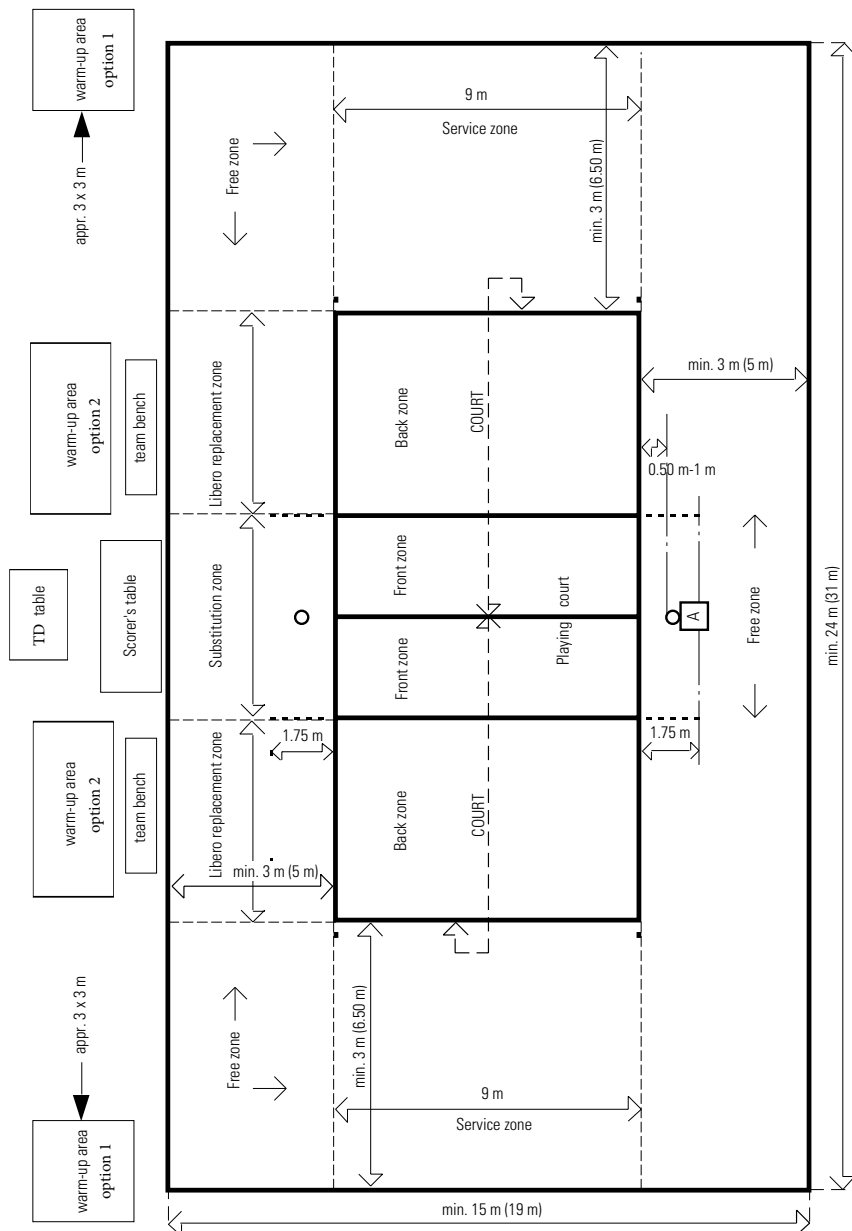 warm-up area
option 1
appr. 3 x 3 m
warm-up area
option 2
team bench
TD table
Scorer's table
warm-up area
option 2
team bench
appr. 3 x 3 m
warm-up area
option 1
Free zone
Libero replacement zone
Substitution zone
1.75 m
Libero replacement zone
min. 3 m (5 m)
Free zone
9 m
Service zone
min. 3 m (6.50 m)
Back zone
COURT
Front zone
Front zone
Playing court
Back zone
COURT
min. 3 m (6.50 m)
9 m
Service zone
min. 3 m (5 m)
0.50 m-1 m
A
Free zone
1.75 m
min. 24 m (31 m)
min. 15 m (19 m)